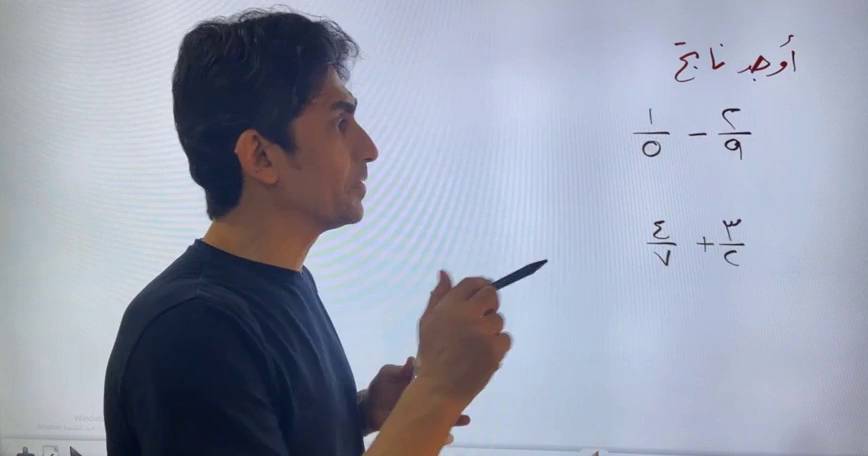 أوجد ناتج
٢/٩ - ١/٥
٣/٢ + ٤/٧